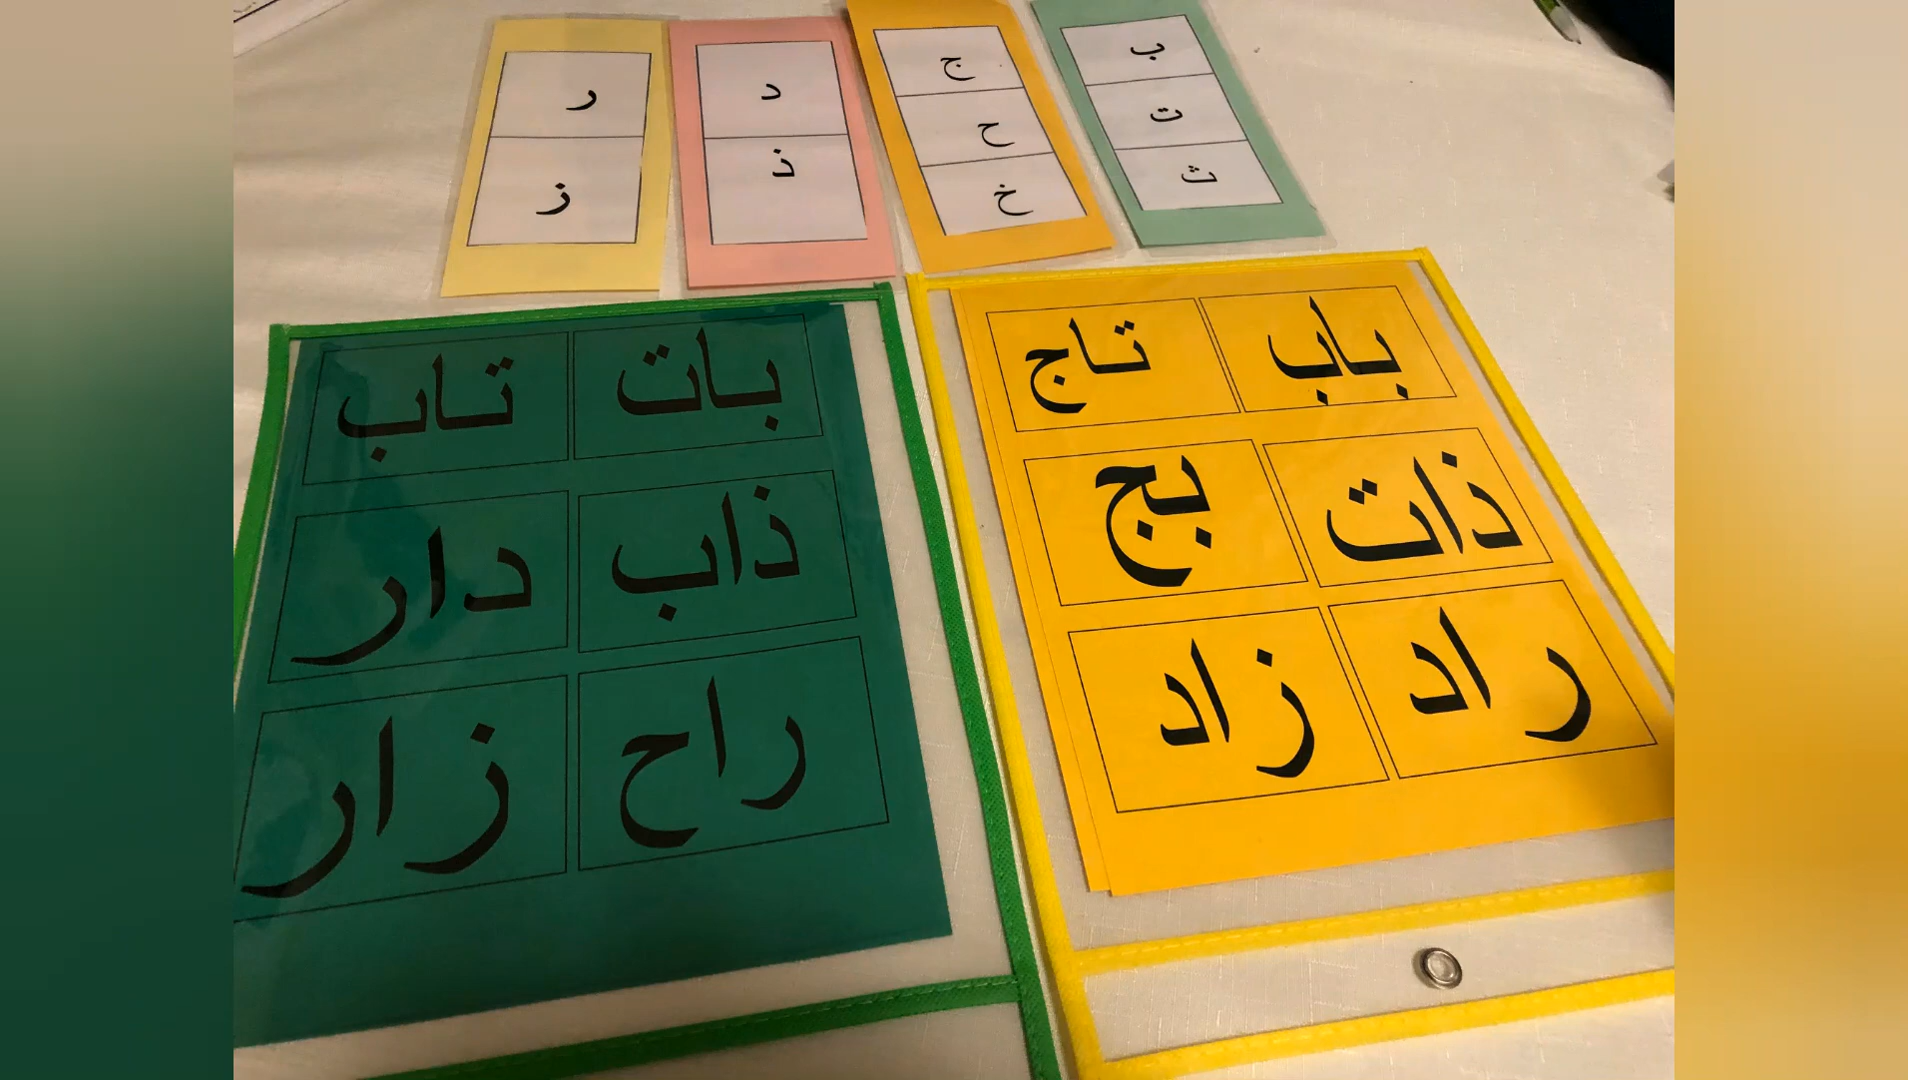 ب
ت
ث
ج
ح
خ
د
ذ
ر
ز
باب تاج
ذات بج
راد زاد
بات تاب
ذاب دار
راح زار